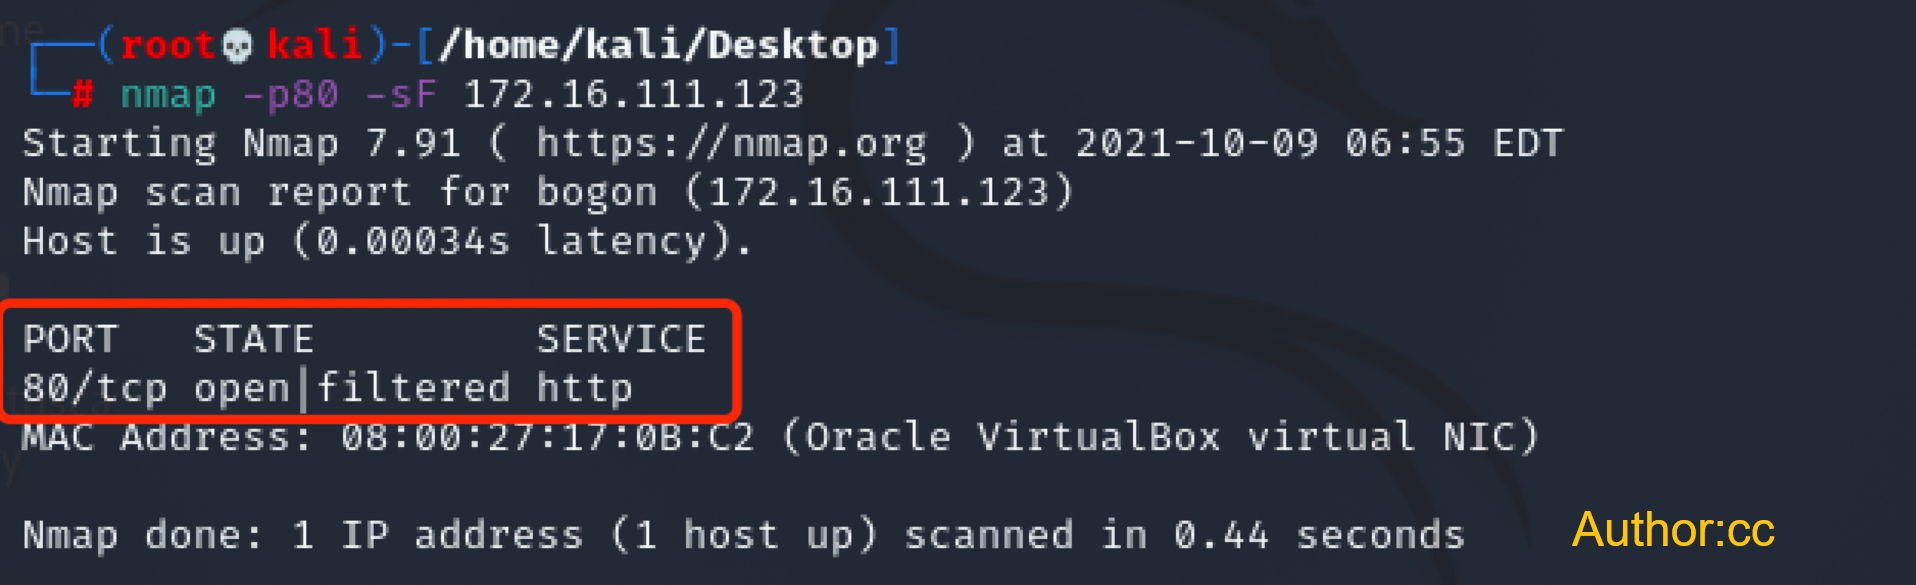 ┌──(root💀kali)-[/home/kali/Desktop]
└─# nmap -p80 -sF 172.16.111.123
Starting Nmap 7.91 ( https://nmap.org ) at 2021-10-09 06:55 EDT
Nmap scan report for bogon (172.16.111.123)
Host is up (0.00034s latency).
PORT   STATE         SERVICE
80/tcp open|filtered http
MAC Address: 08:00:27:17:0B:C2 (Oracle VirtualBox virtual NIC)
Nmap done: 1 IP address (1 host up) scanned in 0.44 seconds
Author:cc